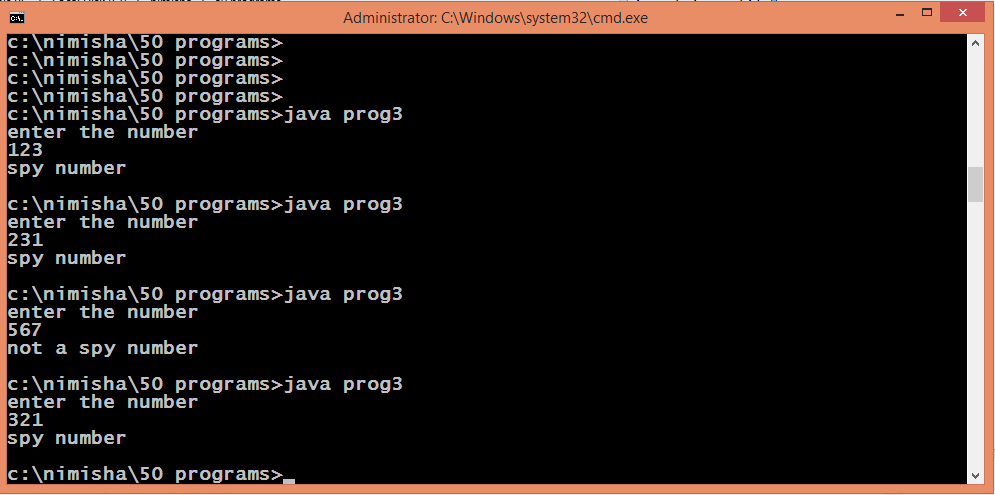 Administrator: C:\Windows\system32\cmd.exe
c:\nimisha\50 programs>
c:\nimisha\50 programs>
c:\nimisha\50 programs>
c:\nimisha\50 programs>
c:\nimisha\50 programs>java prog3
enter the number
123
spy number
c:\nimisha\50 programs>java prog3
enter the number
231
spy number
c:\nimisha\50 programs>java prog3
enter the number
567
not a spy number
c:\nimisha\50 programs>java prog3
enter the number
321
spy number
c:\nimisha\50 programs>